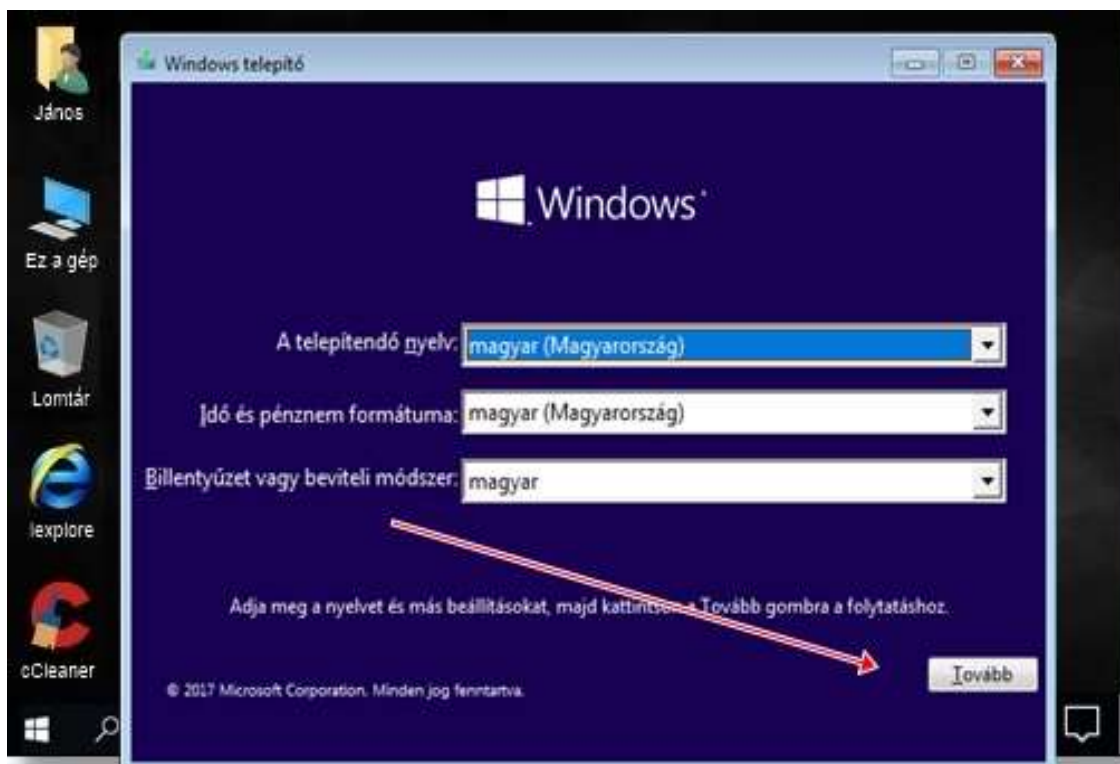 János
Ez a gép
Lomtár
Iexplore
cCleaner
Windows telepítő
Windows
A telepítendő nyelv: magyar (Magyarország)
Idő és pénznem formátuma: magyar (Magyarország)
Billentyűzet vagy beviteli módszer: magyar
Adja meg a nyelvet és más beállításokat, majd kattintson a Tovább gombra a folytatáshoz.
Tovább
© 2017 Microsoft Corporation. Minden jog fenntartva.